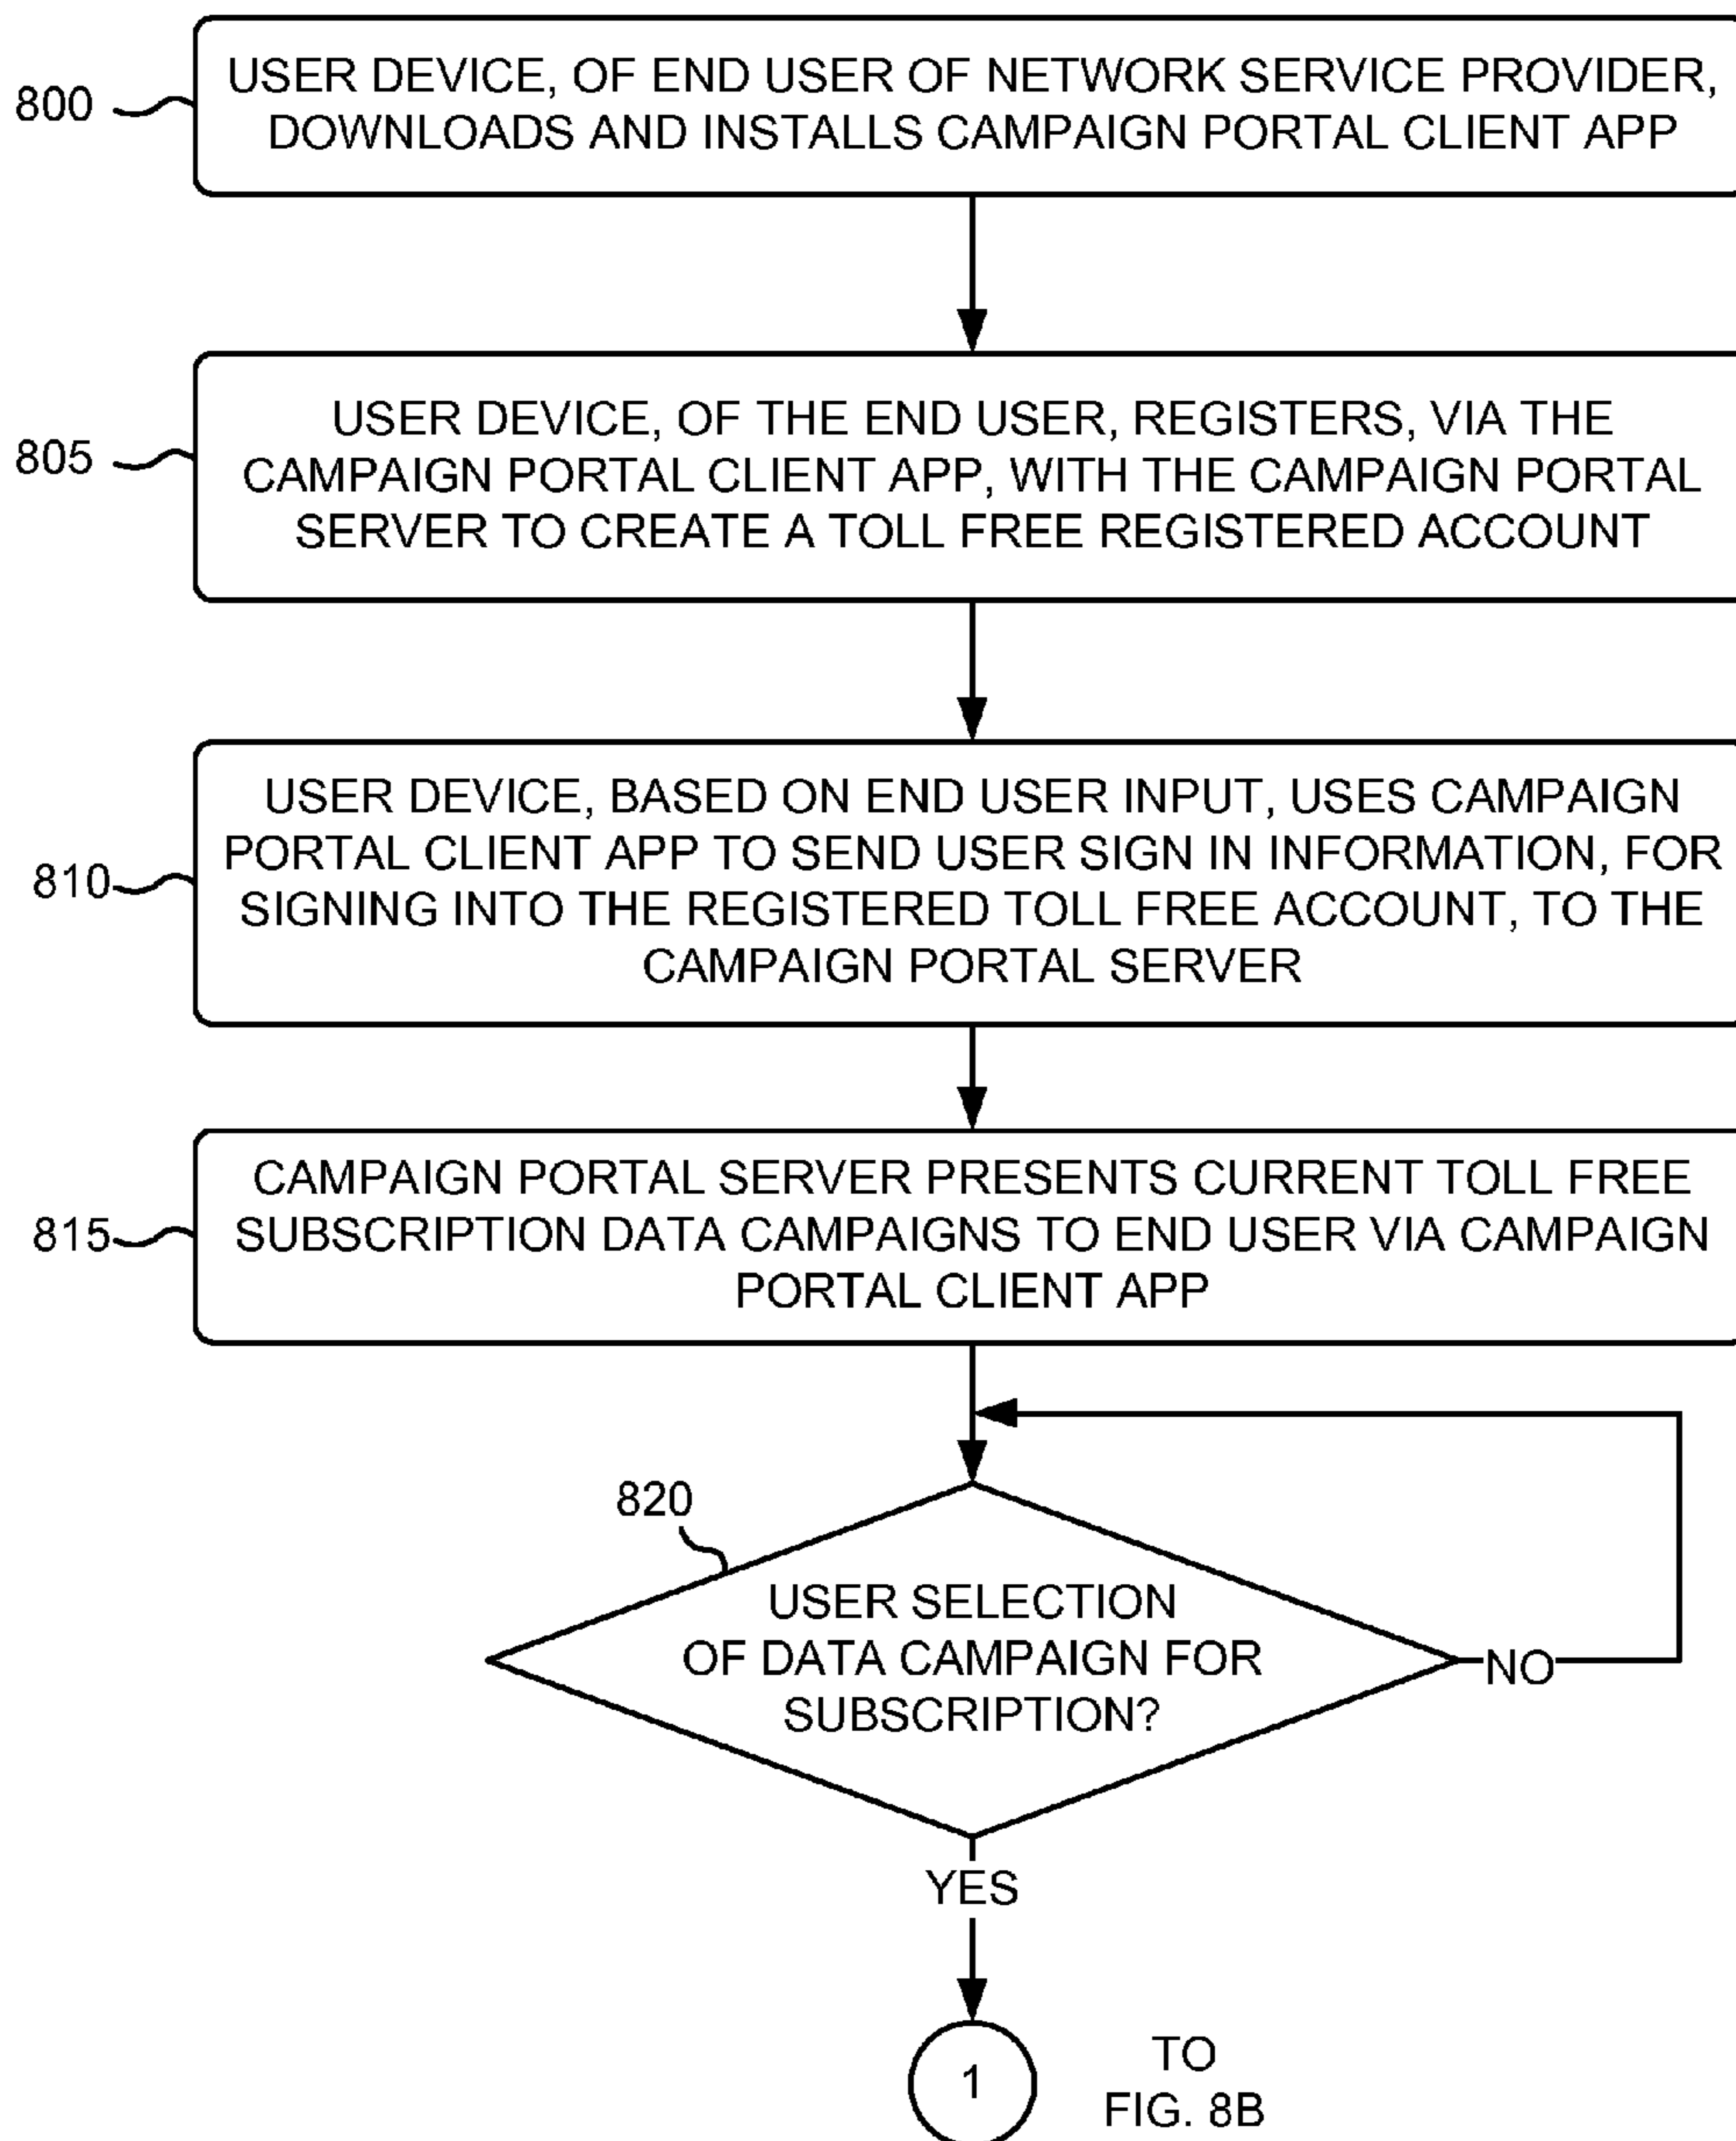 800
USER DEVICE, OF END USER OF NETWORK SERVICE PROVIDER,
DOWNLOADS AND INSTALLS CAMPAIGN PORTAL CLIENT APP
805
USER DEVICE, OF THE END USER, REGISTERS, VIA THE
CAMPAIGN PORTAL CLIENT APP, WITH THE CAMPAIGN PORTAL
SERVER TO CREATE A TOLL FREE REGISTERED ACCOUNT
810
USER DEVICE, BASED ON END USER INPUT, USES CAMPAIGN
PORTAL CLIENT APP TO SEND USER SIGN IN INFORMATION, FOR
SIGNING INTO THE REGISTERED TOLL FREE ACCOUNT, TO THE
CAMPAIGN PORTAL SERVER
815
CAMPAIGN PORTAL SERVER PRESENTS CURRENT TOLL FREE
SUBSCRIPTION DATA CAMPAIGNS TO END USER VIA CAMPAIGN
PORTAL CLIENT APP
820
USER SELECTION
OF DATA CAMPAIGN FOR
SUBSCRIPTION?
NO
YES
1
TO
FIG. 8B